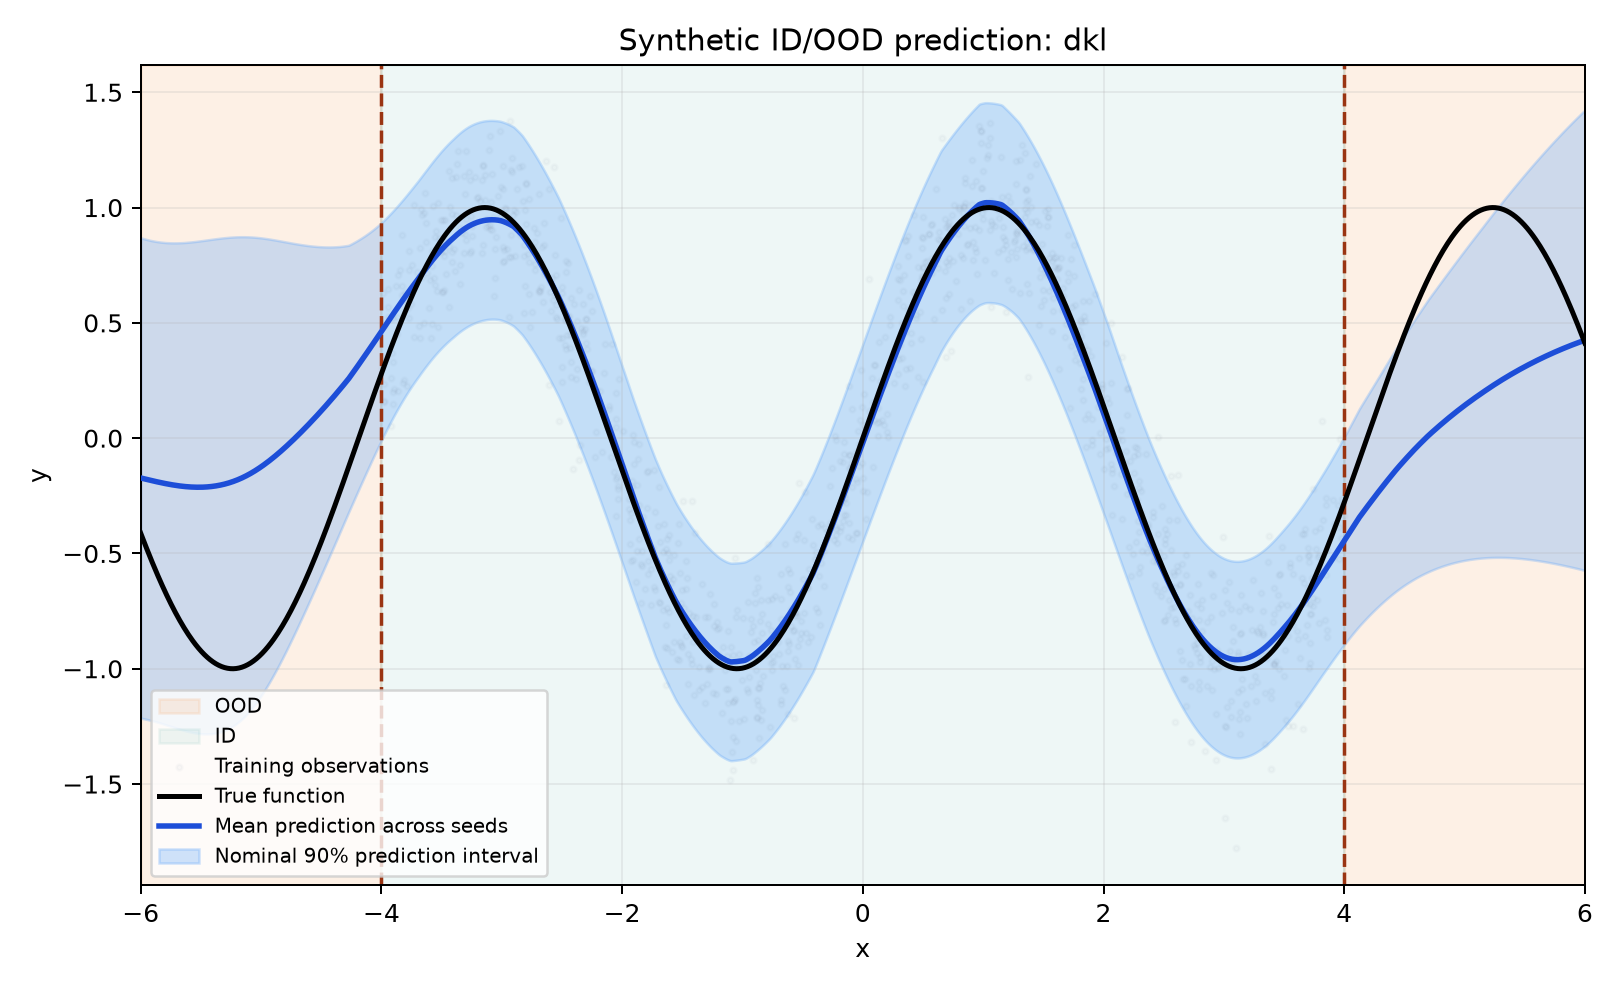 Synthetic ID/OOD prediction: dkl
1.5
1.0
0.5
0.0
−0.5
−1.0
−1.5
y
OOD
ID
Training observations
True function
Mean prediction across seeds
Nominal 90% prediction interval
−6
−4
−2
0
2
4
6
x